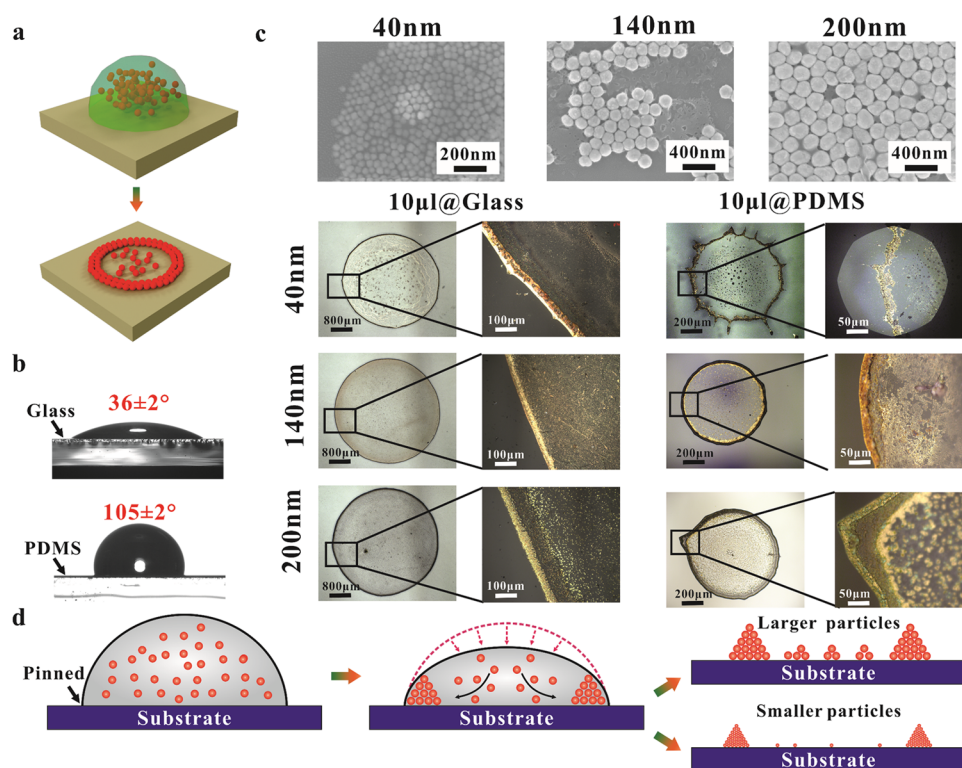 a
c
40nm
140nm
200nm
200nm
400nm
400nm
10μl@Glass
10μl@PDMS
40nm
800μm
100μm
200μm
50μm
b
36±2°
Glass
105±2°
PDMS
140nm
800μm
100μm
200μm
50μm
200nm
800μm
100μm
200μm
50μm
d
Pinned
Substrate
Substrate
Larger particles
Substrate
Smaller particles
Substrate